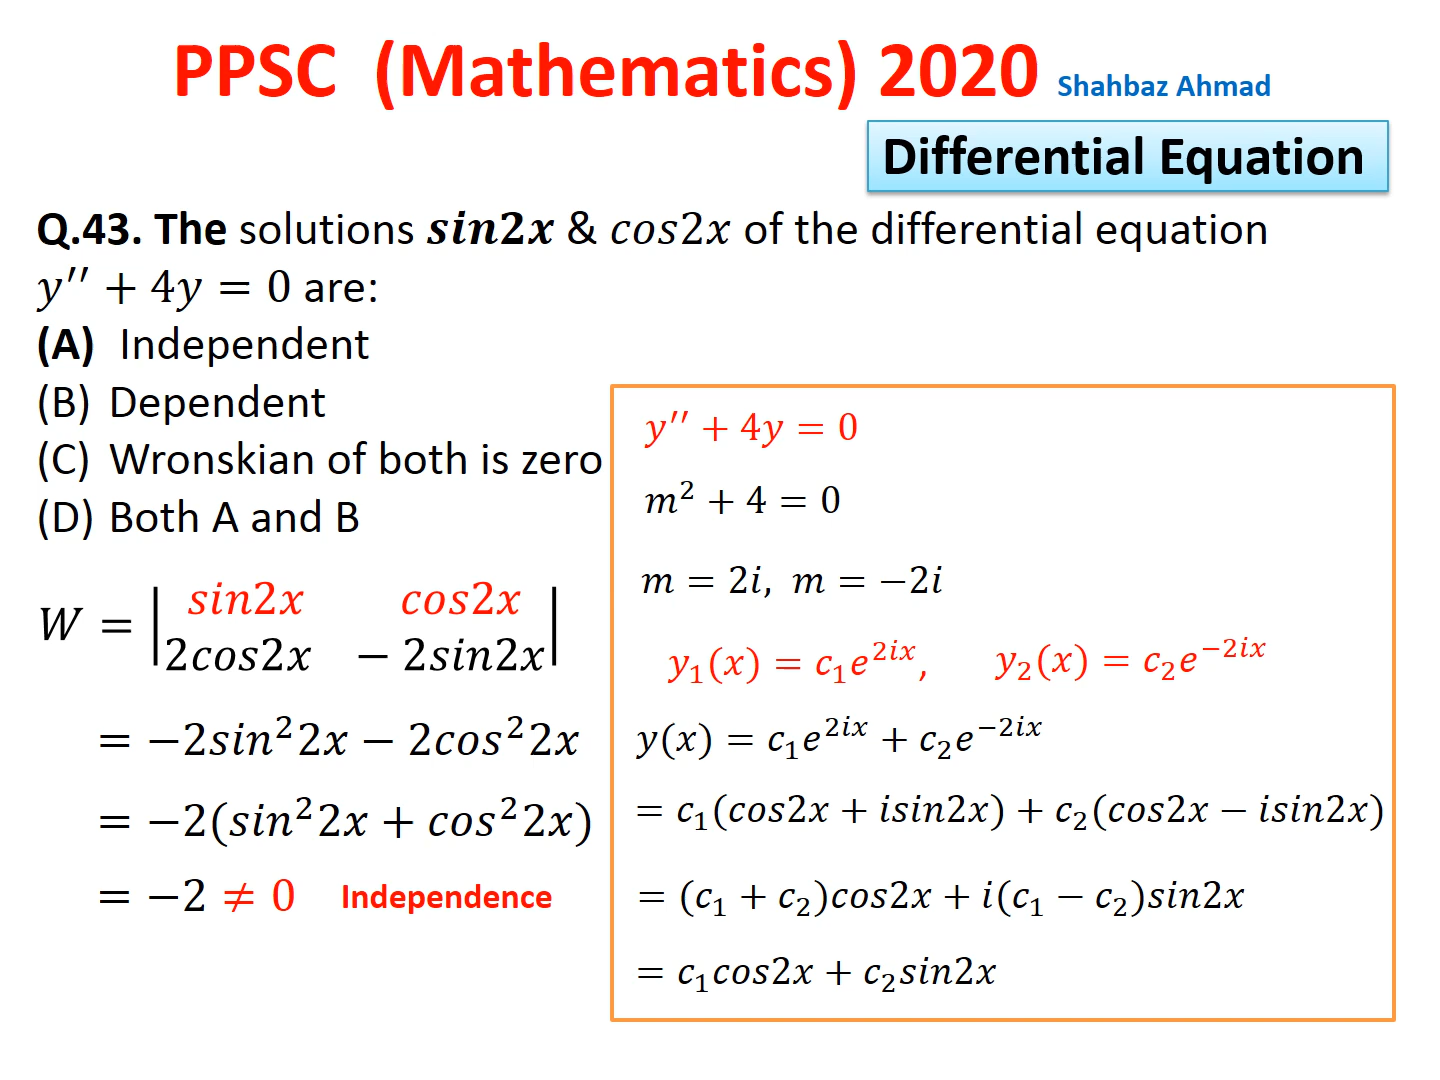 PPSC (Mathematics) 2020 Shahbaz Ahmad
Differential Equation
Q.43. The solutions sin2x & cos2x of the differential equation
y′′ + 4y = 0 are:
(A) Independent
(B) Dependent
(C) Wronskian of both is zero
(D) Both A and B
W = |sin2x cos2x|
|2cos2x − 2sin2x|
= −2sin²2x − 2cos²2x
= −2(sin²2x + cos²2x)
= −2 ≠ 0 Independence
y′′ + 4y = 0
m² + 4 = 0
m = 2i, m = −2i
y₁(x) = c₁e^{2ix}, y₂(x) = c₂e^{−2ix}
y(x) = c₁e^{2ix} + c₂e^{−2ix}
= c₁(cos2x + isin2x) + c₂(cos2x − isin2x)
= (c₁ + c₂)cos2x + i(c₁ − c₂)sin2x
= c₁cos2x + c₂sin2x